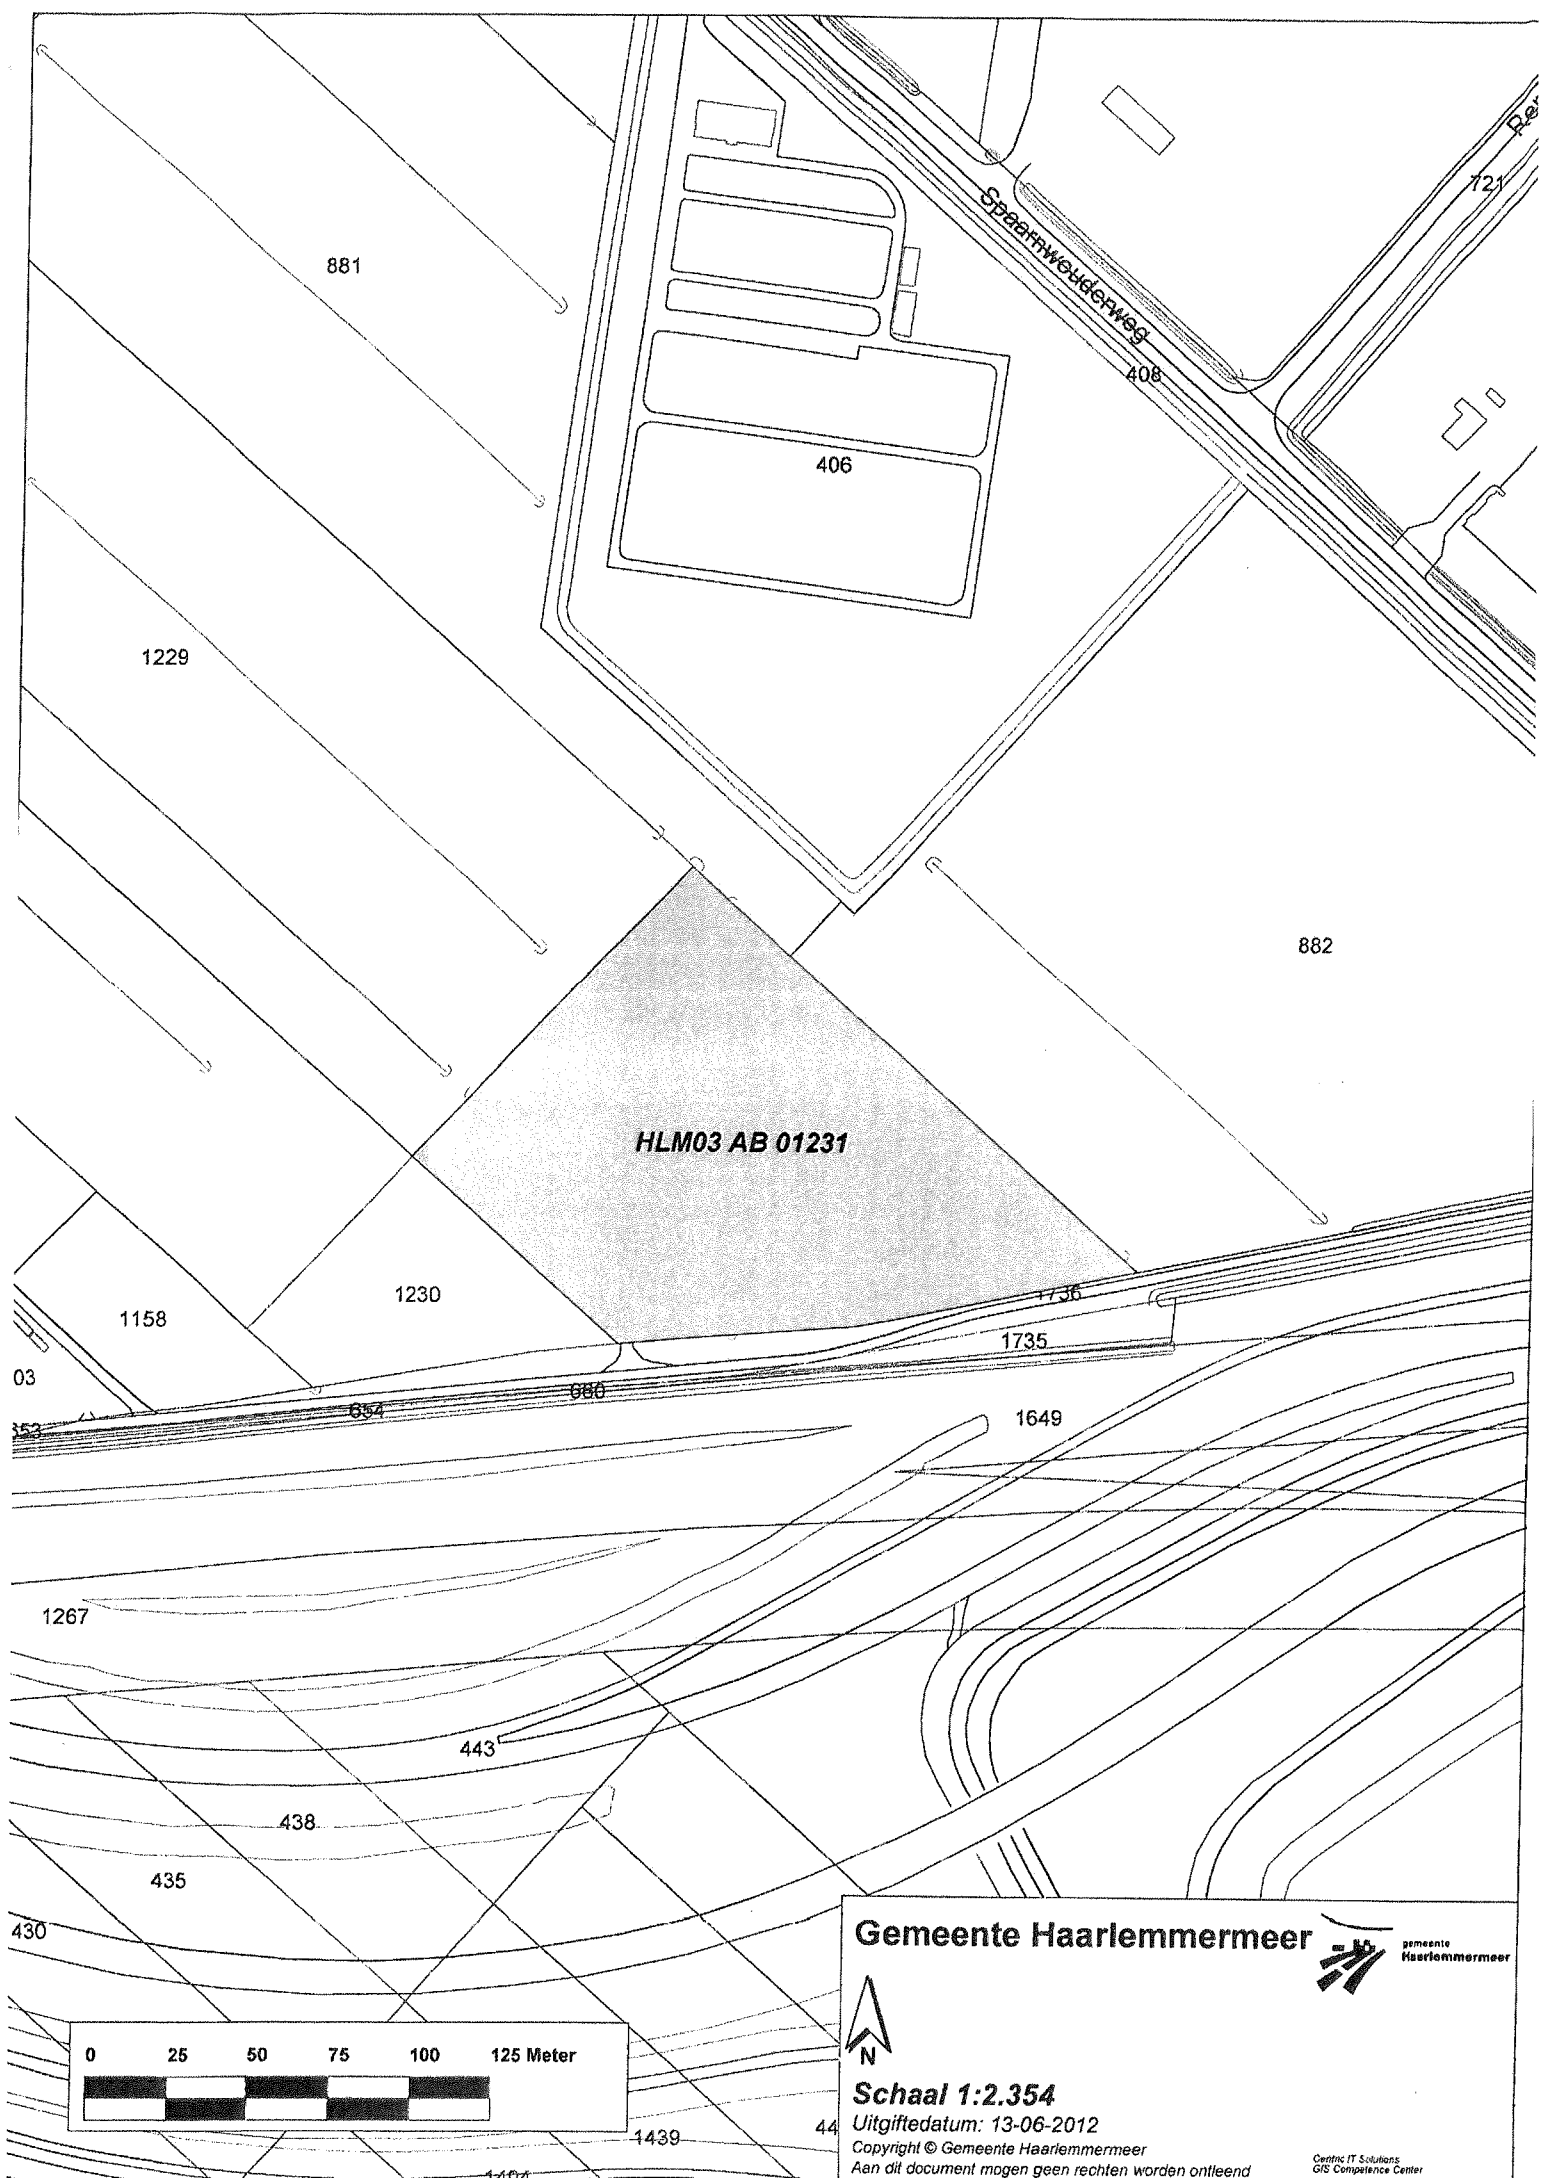 721
881
Spaarnwouderweg
408
406
1229
882
HLM03 AB 01231
1230
1736
1158
1735
03
680
654
1649
353
1267
443
438
435
430
Gemeente Haarlemmermeer
gemeente
Haarlemmermeer
N
0 25 50 75 100 125 Meter
Schaal 1:2.354
Uitgiftedatum: 13-06-2012
44
1439
Copyright © Gemeente Haarlemmermeer
Aan dit document mogen geen rechten worden ontleend
Centric IT Solutions
GIS Competence Center